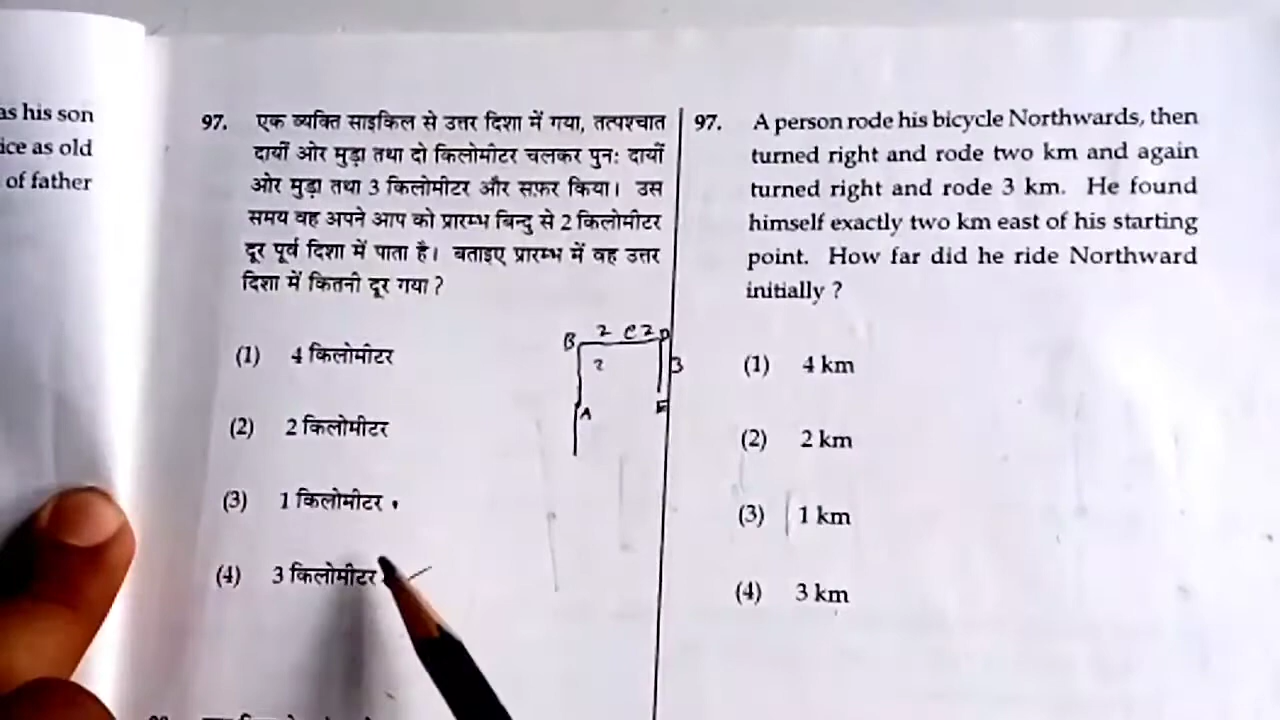 as his son
ice as old
of father
97. एक व्यक्ति साइकिल से उत्तर दिशा में गया, तत्पश्चात
दायीं ओर मुड़ा तथा दो किलोमीटर चलकर पुनः दायीं
ओर मुड़ा तथा 3 किलोमीटर और सफ़र किया। उस
समय वह अपने आप को प्रारम्भ बिन्दु से 2 किलोमीटर
दूर पूर्व दिशा में पाता है। बताइए प्रारम्भ में वह उत्तर
दिशा में कितनी दूर गया ?
(1) 4 किलोमीटर
(2) 2 किलोमीटर
(3) 1 किलोमीटर
(4) 3 किलोमीटर
B 2 C 2 D
2
3
A
E
97. A person rode his bicycle Northwards, then
turned right and rode two km and again
turned right and rode 3 km. He found
himself exactly two km east of his starting
point. How far did he ride Northward
initially ?
(1) 4 km
(2) 2 km
(3) 1 km
(4) 3 km